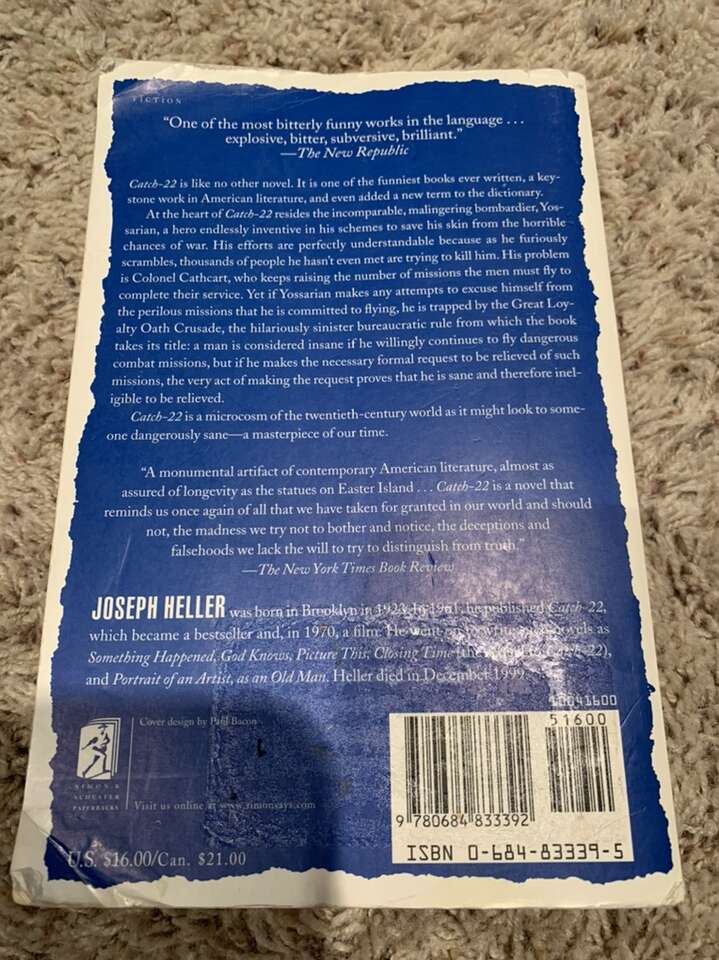 FICTION
“One of the most bitterly funny works in the language . . .
explosive, bitter, subversive, brilliant.”
—The New Republic
Catch-22 is like no other novel. It is one of the funniest books ever written, a key-
stone work in American literature, and even added a new term to the dictionary.
At the heart of Catch-22 resides the incomparable, malingering bombardier, Yos-
sarian, a hero endlessly inventive in his schemes to save his skin from the horrible
chances of war. His efforts are perfectly understandable because as he furiously
scrambles, thousands of people he hasn't even met are trying to kill him. His problem
is Colonel Cathcart, who keeps raising the number of missions the men must fly to
complete their service. Yet if Yossarian makes any attempts to excuse himself from
the perilous missions that he is committed to flying, he is trapped by the Great Loy-
alty Oath Crusade, the hilariously sinister bureaucratic rule from which the book
takes its title: a man is considered insane if he willingly continues to fly dangerous
combat missions, but if he makes the necessary formal request to be relieved of such
missions, the very act of making the request proves that he is sane and therefore inel-
igible to be relieved.
Catch-22 is a microcosm of the twentieth-century world as it might look to some-
one dangerously sane—a masterpiece of our time.
“A monumental artifact of contemporary American literature, almost as
assured of longevity as the statues on Easter Island . . . Catch-22 is a novel that
reminds us once again of all that we have taken for granted in our world and should
not, the madness we try not to bother and notice, the deceptions and
falsehoods we lack the will to try to distinguish from truth.”
—The New York Times Book Review
JOSEPH HELLER was born in Brooklyn in 1923. In 1961, he published Catch-22,
which became a bestseller and, in 1970, a film. He went on to write such novels as
Something Happened, God Knows, Picture This, Closing Time (the sequel to Catch-22),
and Portrait of an Artist, as an Old Man. Heller died in December 1999.
51600
Cover design by Paul Bacon
SIMON &
SCHUSTER
PAPERBACKS
Visit us online at www.simonsays.com
9 780684 833392
ISBN 0-684-83339-5
U.S. $16.00/Can. $21.00